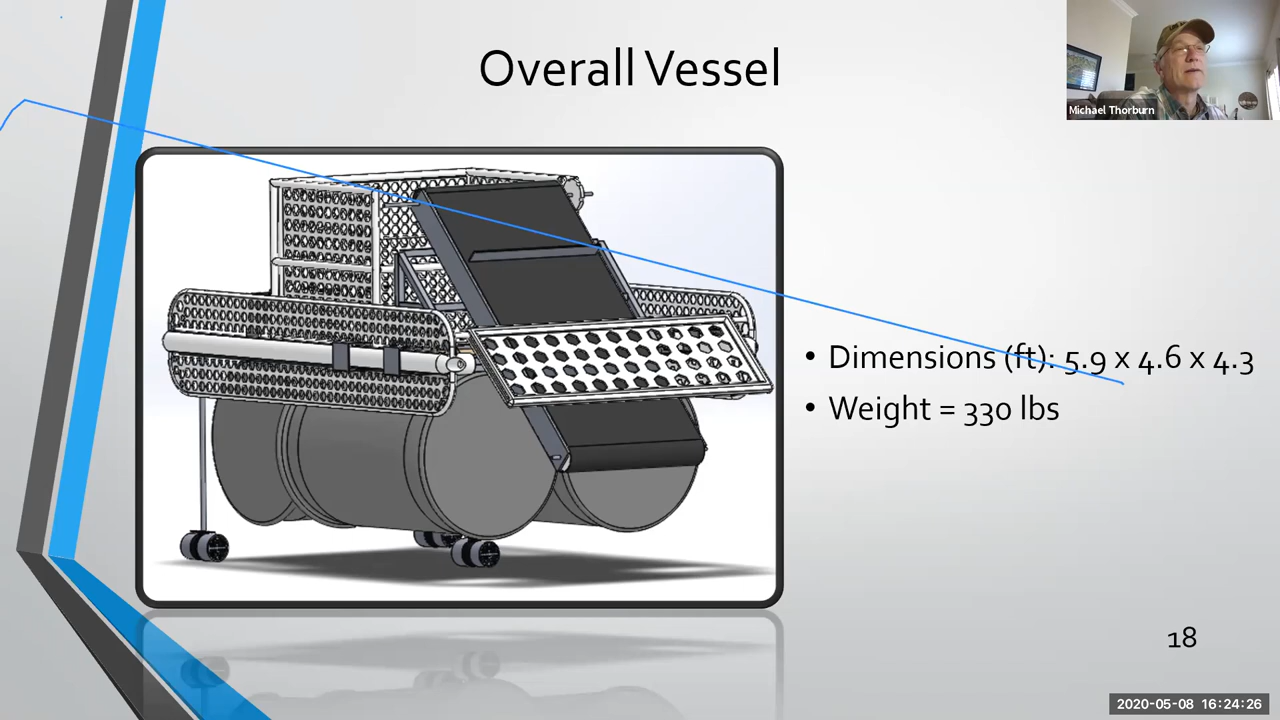 Overall Vessel
Michael Thorburn
• Dimensions (ft): 5.9 x 4.6 x 4.3
• Weight = 330 lbs
18
2020-05-08 16:24:26